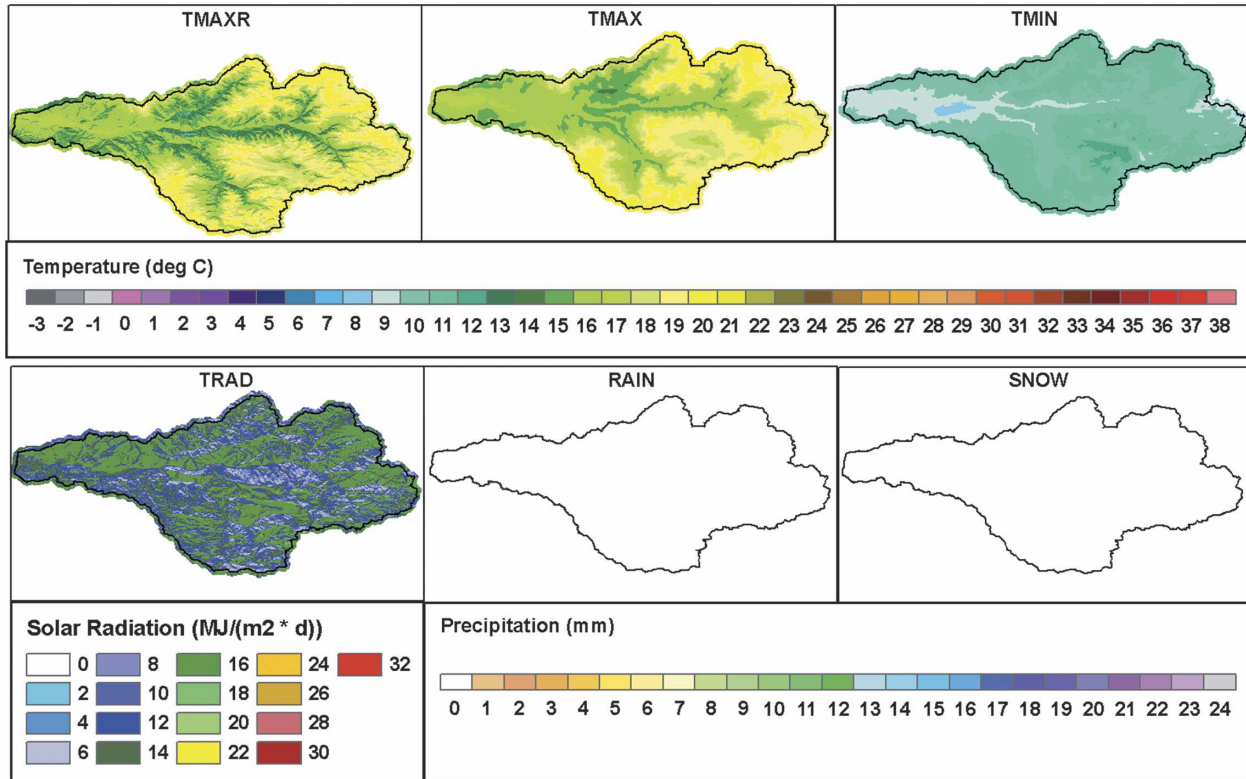 TMAXR TMAX TMIN
Temperature (deg C)
-3 -2 -1 0 1 2 3 4 5 6 7 8 9 10 11 12 13 14 15 16 17 18 19 20 21 22 23 24 25 26 27 28 29 30 31 32 33 34 35 36 37 38
TRAD RAIN SNOW
Solar Radiation (MJ/(m2 * d))
0 8 16 24 32
2 10 18 26
4 12 20 28
6 14 22 30
Precipitation (mm)
0 1 2 3 4 5 6 7 8 9 10 11 12 13 14 15 16 17 18 19 20 21 22 23 24